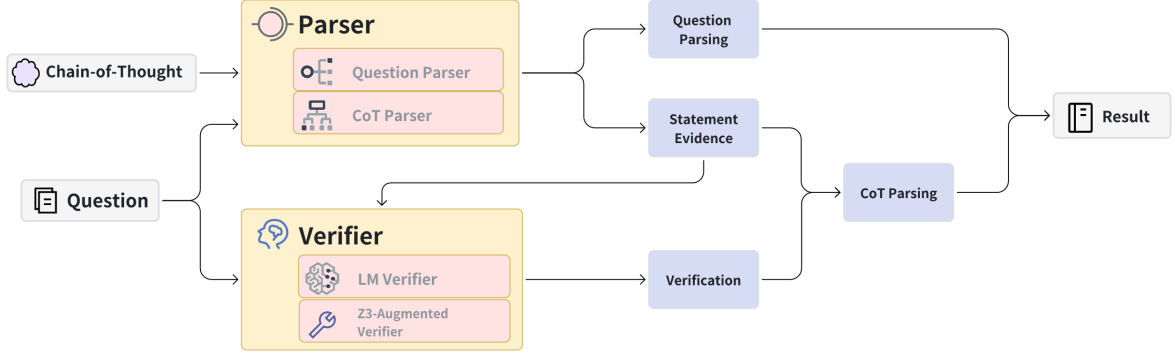 Parser
Question Parser
CoT Parser
Chain-of-Thought
Question
Verifier
LM Verifier
Z3-Augmented
Verifier
Question
Parsing
Statement
Evidence
Verification
CoT Parsing
Result